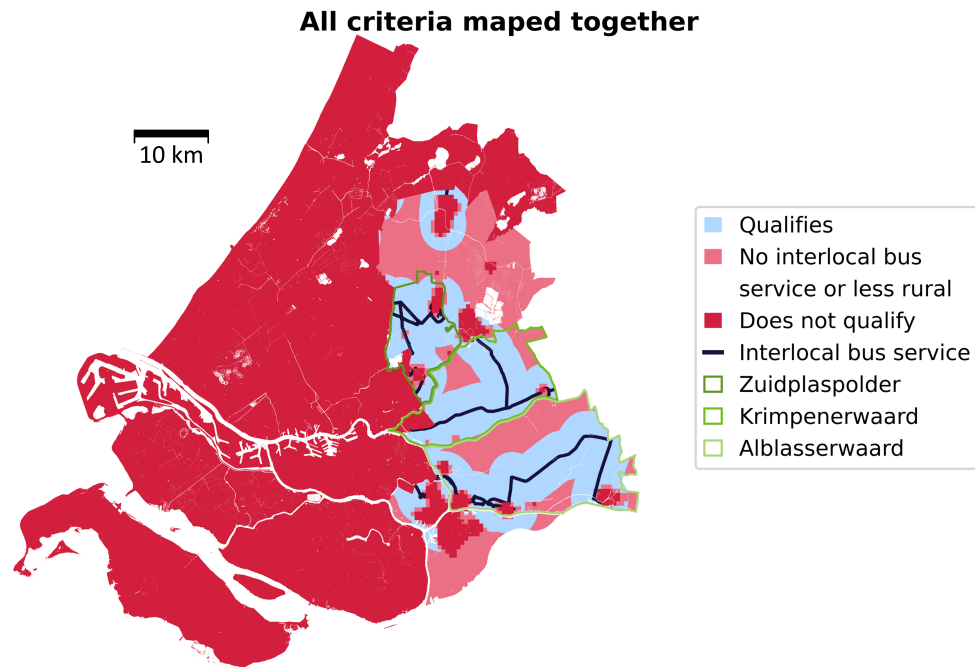 All criteria maped together
10 km
Qualifies
No interlocal bus
service or less rural
Does not qualify
Interlocal bus service
Zuidplaspolder
Krimpenerwaard
Alblasserwaard